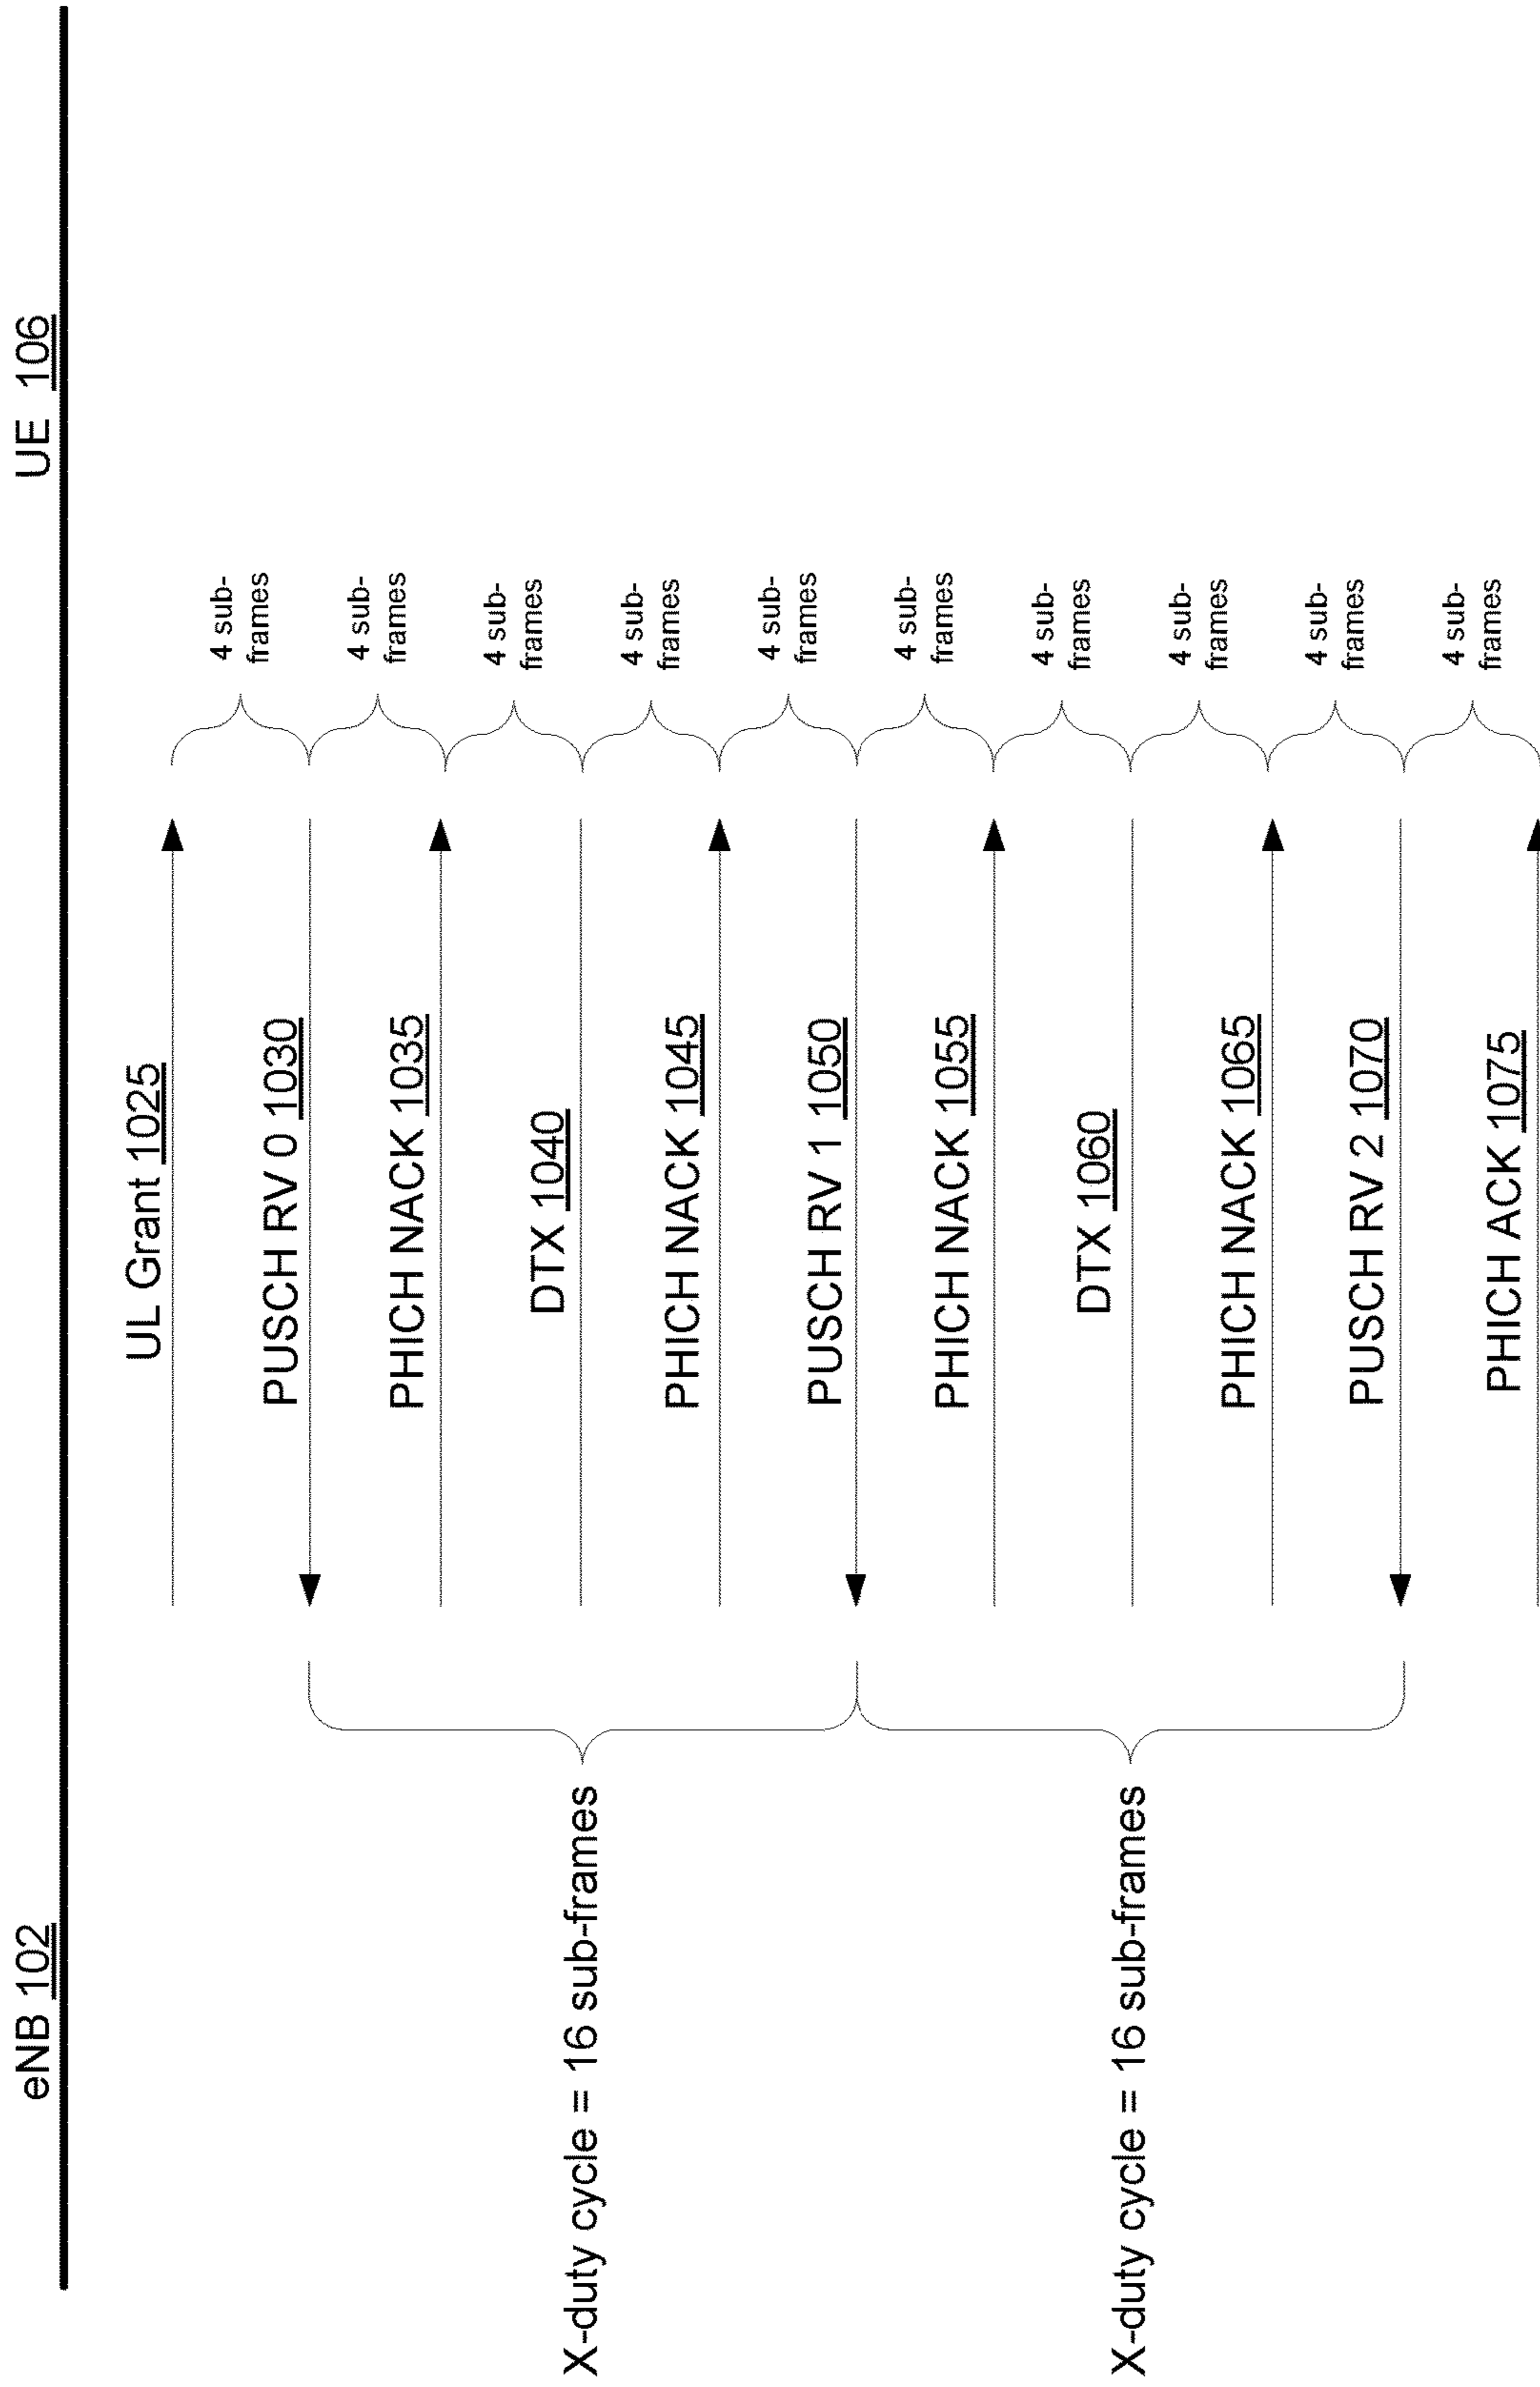 eNB 102
UE 106
UL Grant 1025
4 sub-
frames
PUSCH RV 0 1030
4 sub-
frames
PHICH NACK 1035
4 sub-
frames
DTX 1040
X-duty cycle = 16 sub-frames
4 sub-
frames
PHICH NACK 1045
4 sub-
frames
PUSCH RV 1 1050
4 sub-
frames
PHICH NACK 1055
4 sub-
frames
DTX 1060
X-duty cycle = 16 sub-frames
4 sub-
frames
PHICH NACK 1065
4 sub-
frames
PUSCH RV 2 1070
4 sub-
frames
PHICH ACK 1075